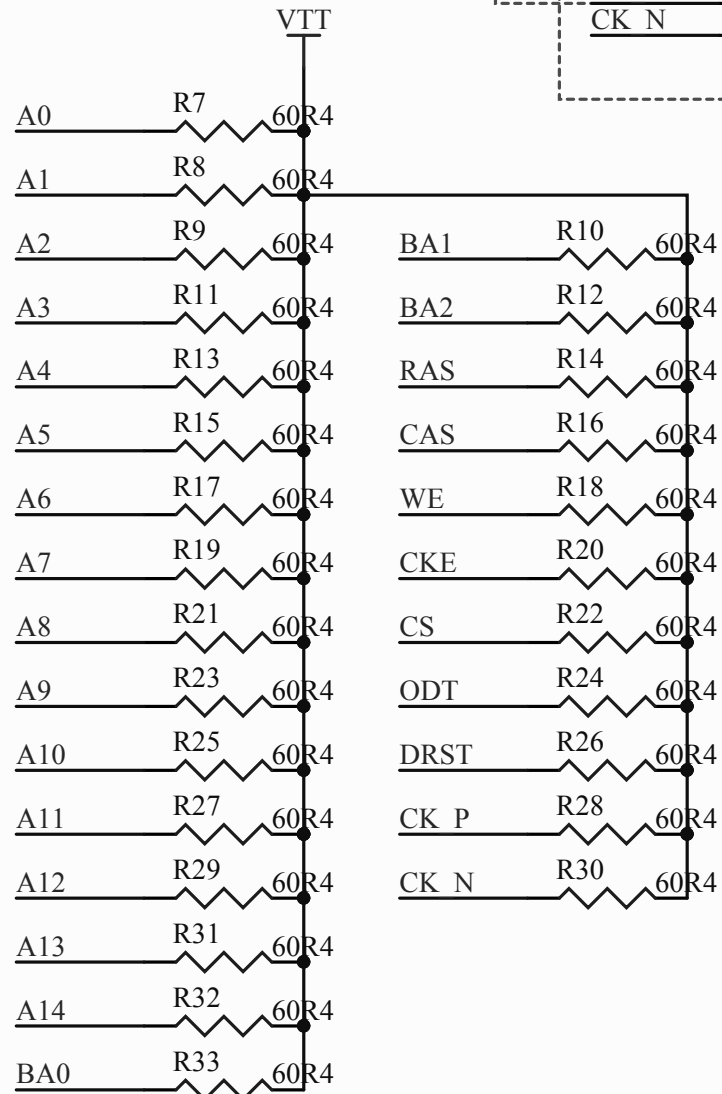 CK N
VTT
A0 R7 60R4
A1 R8 60R4
A2 R9 60R4 BA1 R10 60R4
A3 R11 60R4 BA2 R12 60R4
A4 R13 60R4 RAS R14 60R4
A5 R15 60R4 CAS R16 60R4
A6 R17 60R4 WE R18 60R4
A7 R19 60R4 CKE R20 60R4
A8 R21 60R4 CS R22 60R4
A9 R23 60R4 ODT R24 60R4
A10 R25 60R4 DRST R26 60R4
A11 R27 60R4 CK P R28 60R4
A12 R29 60R4 CK N R30 60R4
A13 R31 60R4
A14 R32 60R4
BA0 R33 60R4